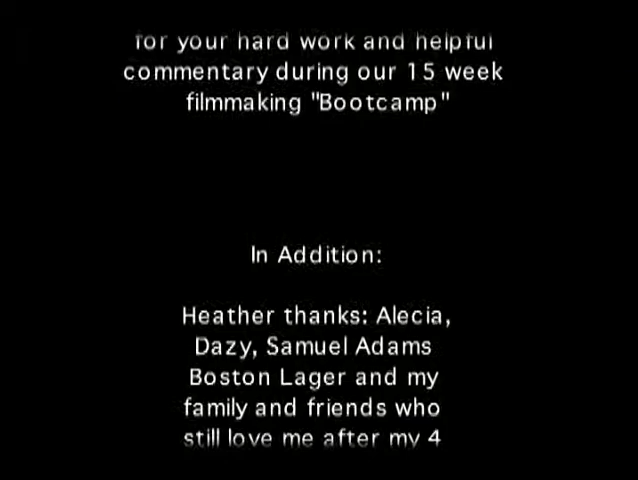 for your hard work and helpful
commentary during our 15 week
filmmaking "Bootcamp"
In Addition:
Heather thanks: Alecia,
Dazy, Samuel Adams
Boston Lager and my
family and friends who
still love me after my 4